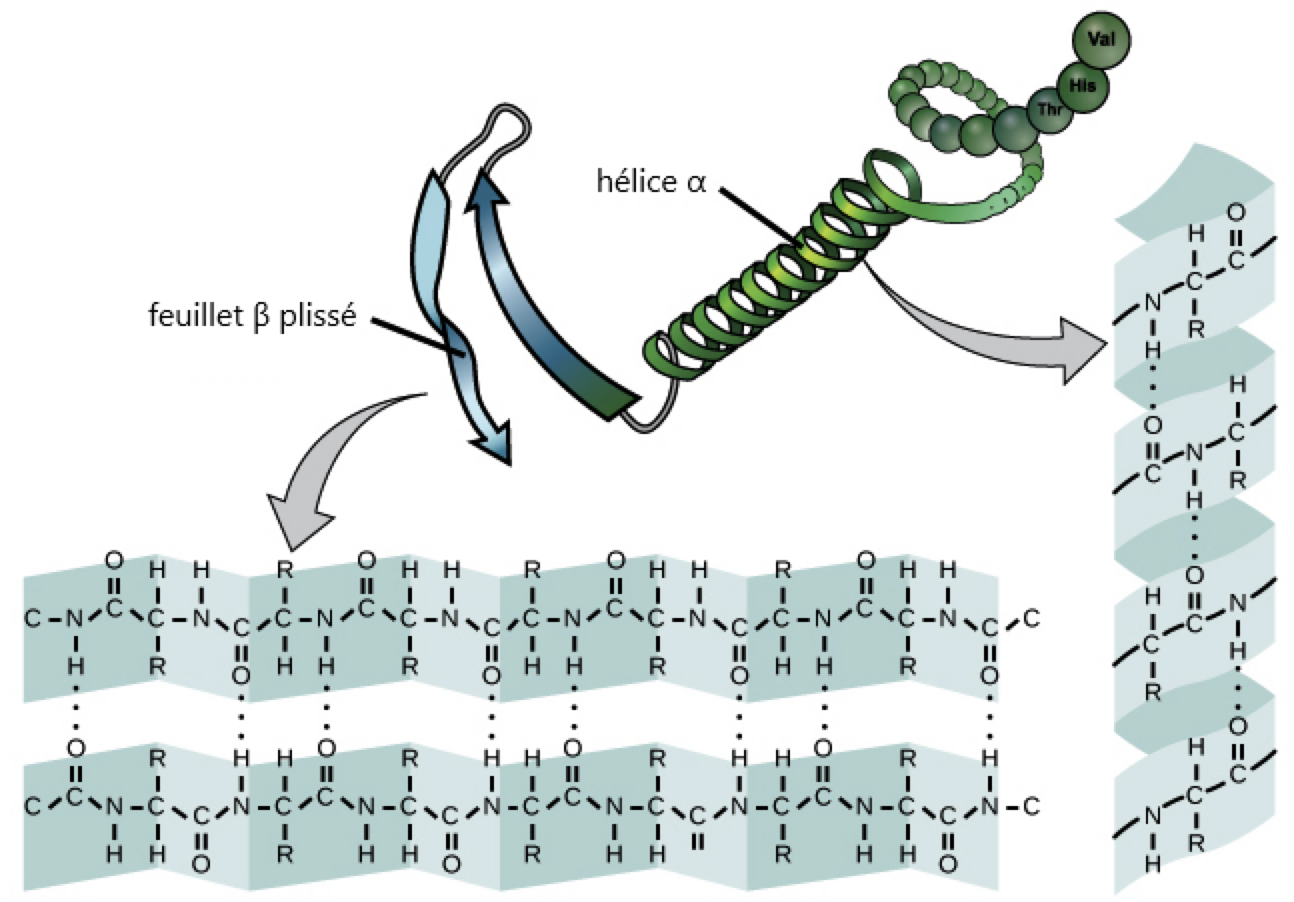 Val
His
Thr
hélice α
feuillet β plissé
O
H
C
C
N
R
H
H
O
C
N
C
R
H
O
H
N
C
C
H
R
O
H
C
C
N
R
H
O H H R O H H R O H H R O H H
C-N C C-N C C N C C-N C C N C C-N C C N C C-N C C
H R O H H R O H H R O H H R O
O R H H O R H H O R H H O R H
C C N C C N-C C N C C N-C C N C C N-C C N C C N-C
H H O R H H O R H H R H H O